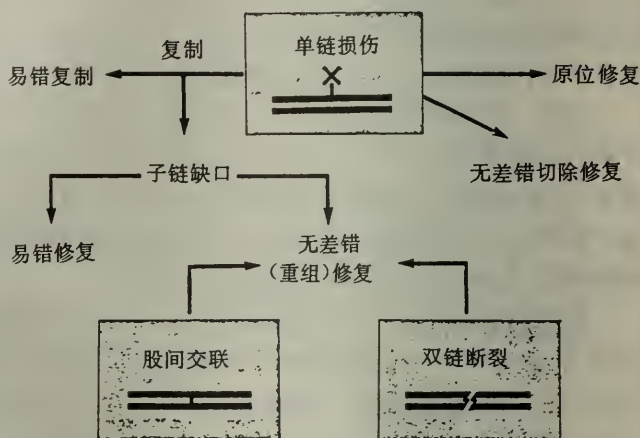 单链损伤
复制
易错复制
原位修复
子链缺口
无差错切除修复
易错修复
无差错
（重组）修复
股间交联
双链断裂